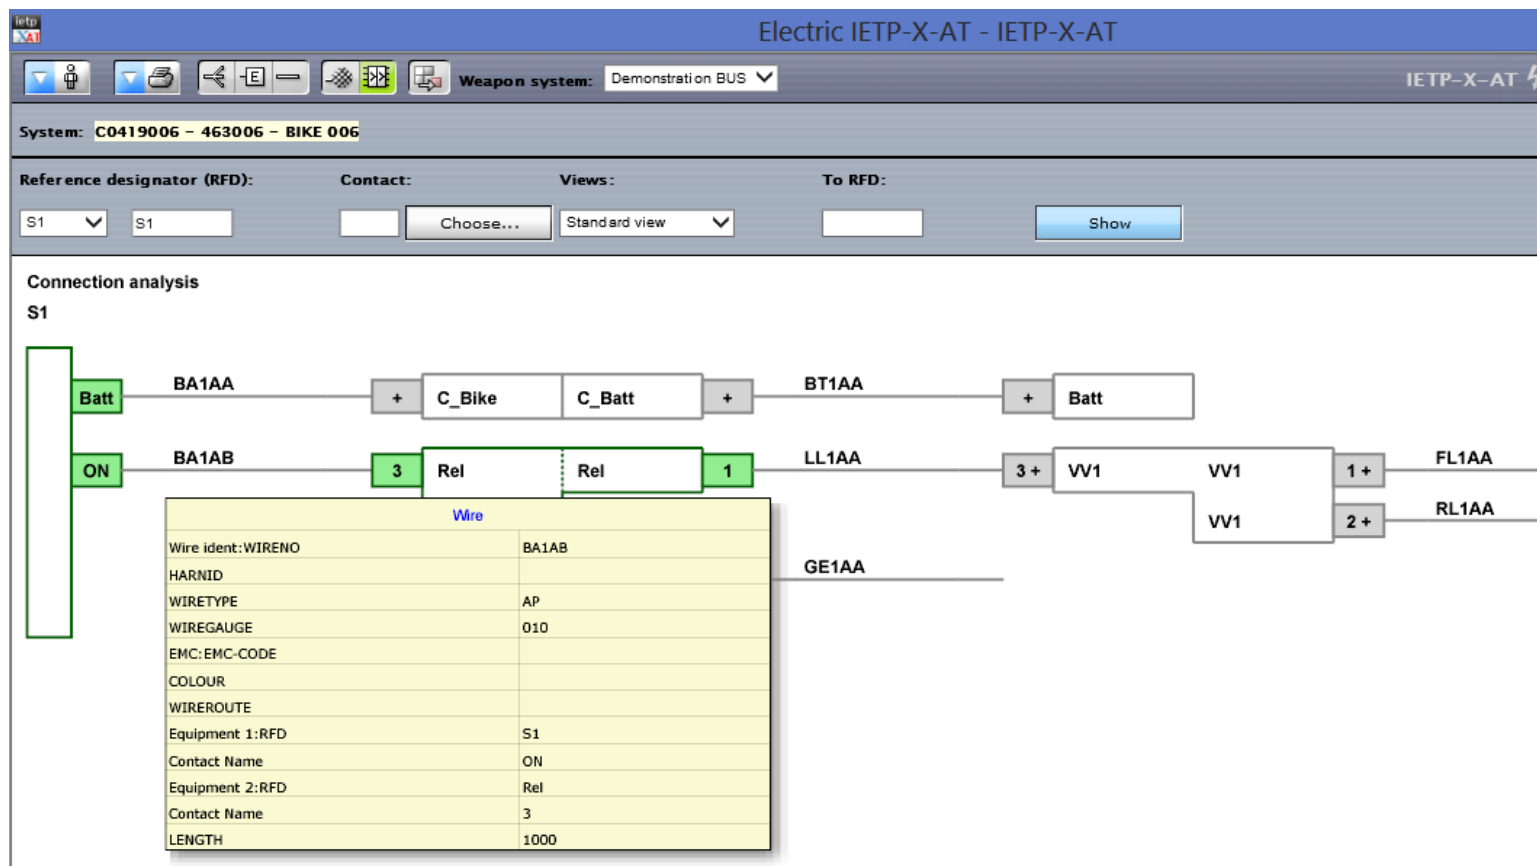 ietp
XAT
Electric IETP-X-AT - IETP-X-AT
E
Weapon system: Demonstration BUS
IETP-X-AT
System: C0419006 - 463006 - BIKE 006
Reference designator (RFD): Contact: Views: To RFD:
S1 S1 Choose... Standard view Show
Connection analysis
S1
BA1AA BT1AA
Batt + C_Bike C_Batt + + Batt
BA1AB LL1AA FL1AA
ON 3 Rel Rel 1 3 + VV1 VV1 1 +
RL1AA
VV1 2 +
GE1AA
Wire
Wire ident:WIRENO BA1AB
HARNID
WIRETYPE AP
WIREGAUGE 010
EMC:EMC-CODE
COLOUR
WIREROUTE
Equipment 1:RFD S1
Contact Name ON
Equipment 2:RFD Rel
Contact Name 3
LENGTH 1000